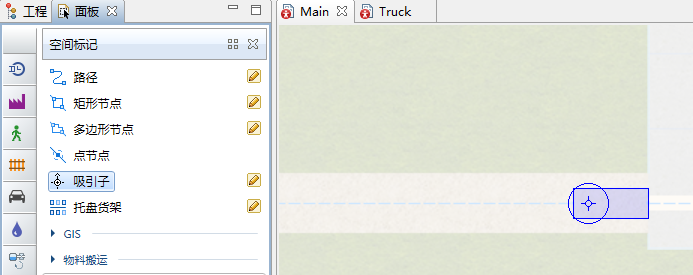 工程 面板
Main Truck
空间标记
路径
矩形节点
多边形节点
点节点
吸引子
托盘货架
GIS
物料搬运